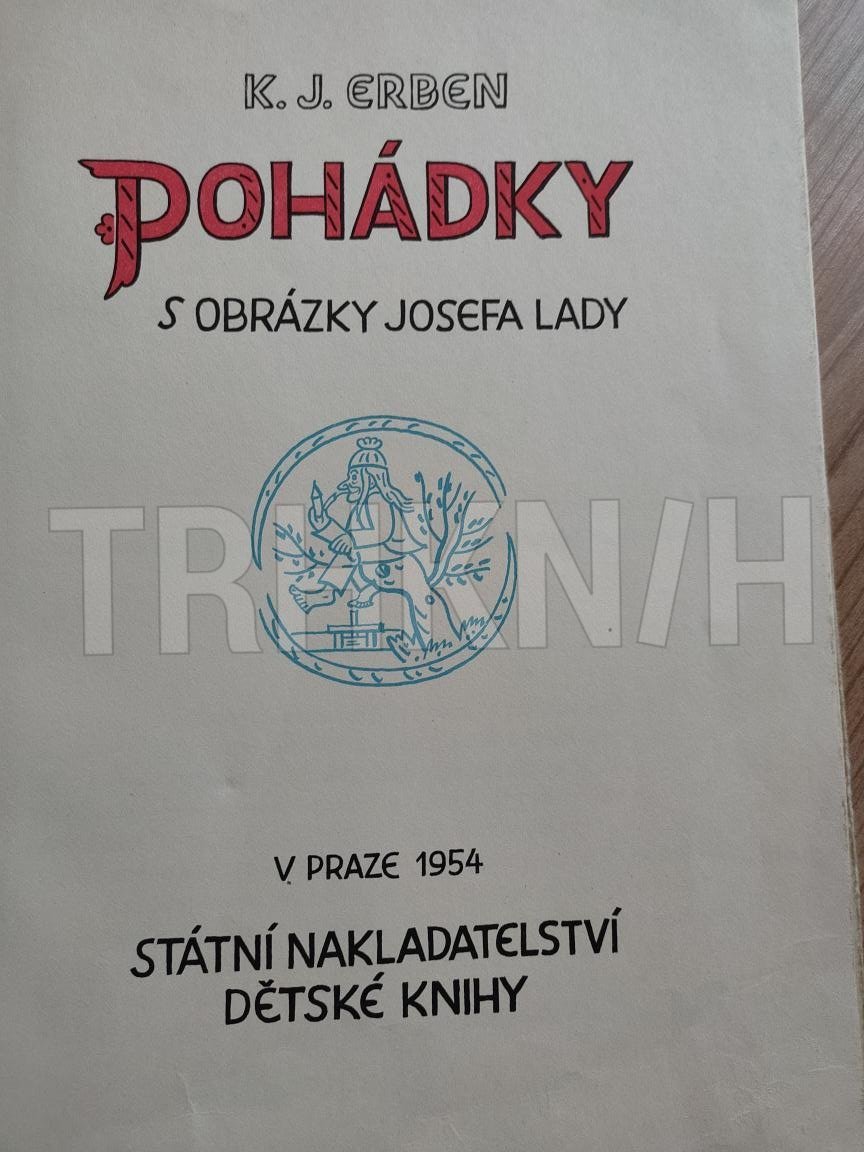 K. J. ERBEN
POHÁDKY
S OBRÁZKY JOSEFA LADY
V PRAZE 1954
STÁTNÍ NAKLADATELSTVÍ
DĚTSKÉ KNIHY